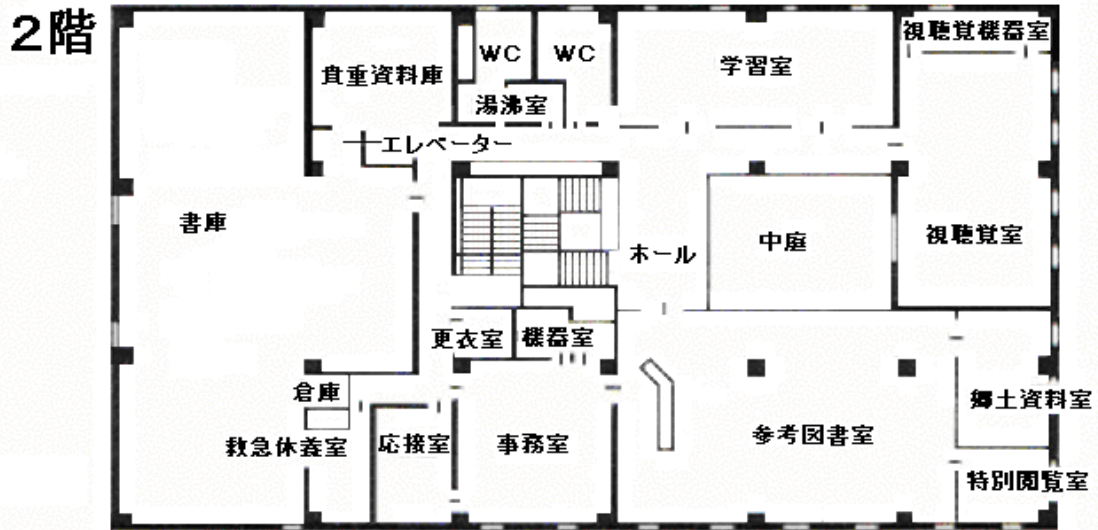 2階
貴重資料庫
WC
WC
湯沸室
学習室
視聴覚機器室
エレベーター
書庫
ホール
中庭
視聴覚室
更衣室
機器室
倉庫
救急休養室
応接室
事務室
参考図書室
郷土資料室
特別閲覧室